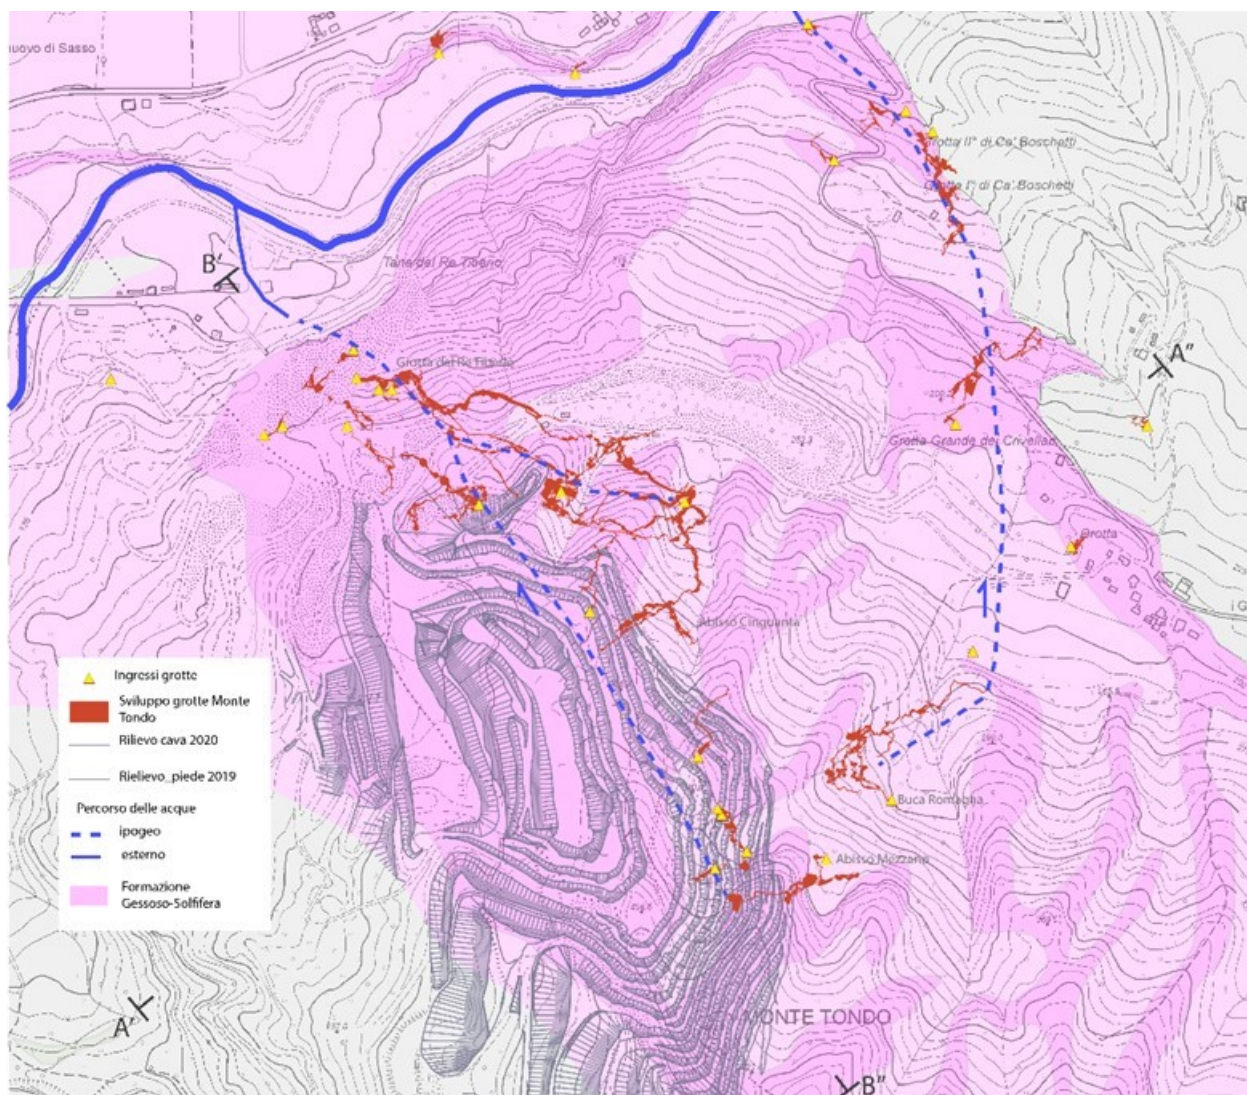 uovo di Sasso
Grotta II° di Ca' Boschetti
Grotta I° di Ca' Boschetti
Tana del Re Tiberio
B'
A''
Grotta del Re Tiberio
Grotta Grande dei Crivellari
Grotta
Abisso Cinquanta
Ingressi grotte
Sviluppo grotte Monte
Tondo
Rilievo cava 2020
Rielievo_piede 2019
Percorso delle acque
ipogeo
esterno
Formazione
Gessoso-Solfifera
Buca Romagna
Abisso Mezzano
A'
MONTE TONDO
B''